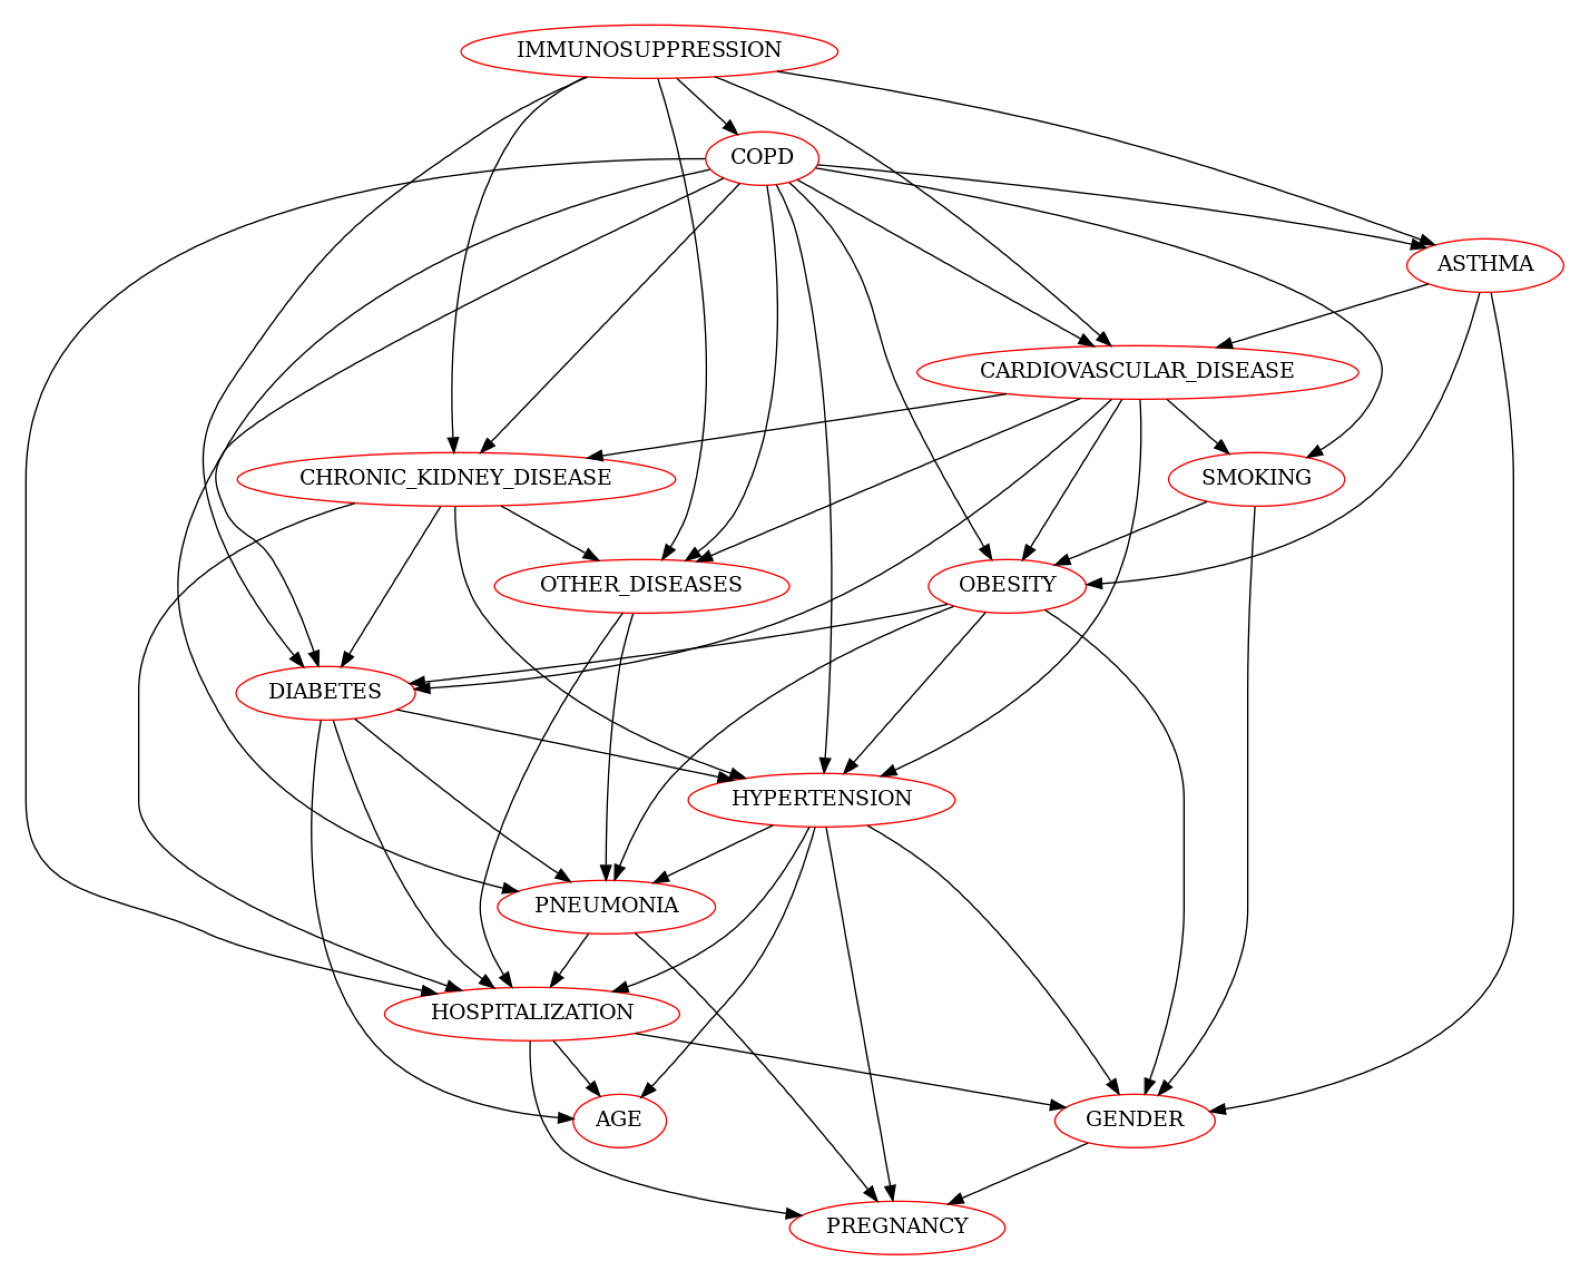 IMMUNOSUPPRESSION
COPD
ASTHMA
CARDIOVASCULAR_DISEASE
CHRONIC_KIDNEY_DISEASE
SMOKING
OTHER_DISEASES
OBESITY
DIABETES
HYPERTENSION
PNEUMONIA
HOSPITALIZATION
AGE
GENDER
PREGNANCY